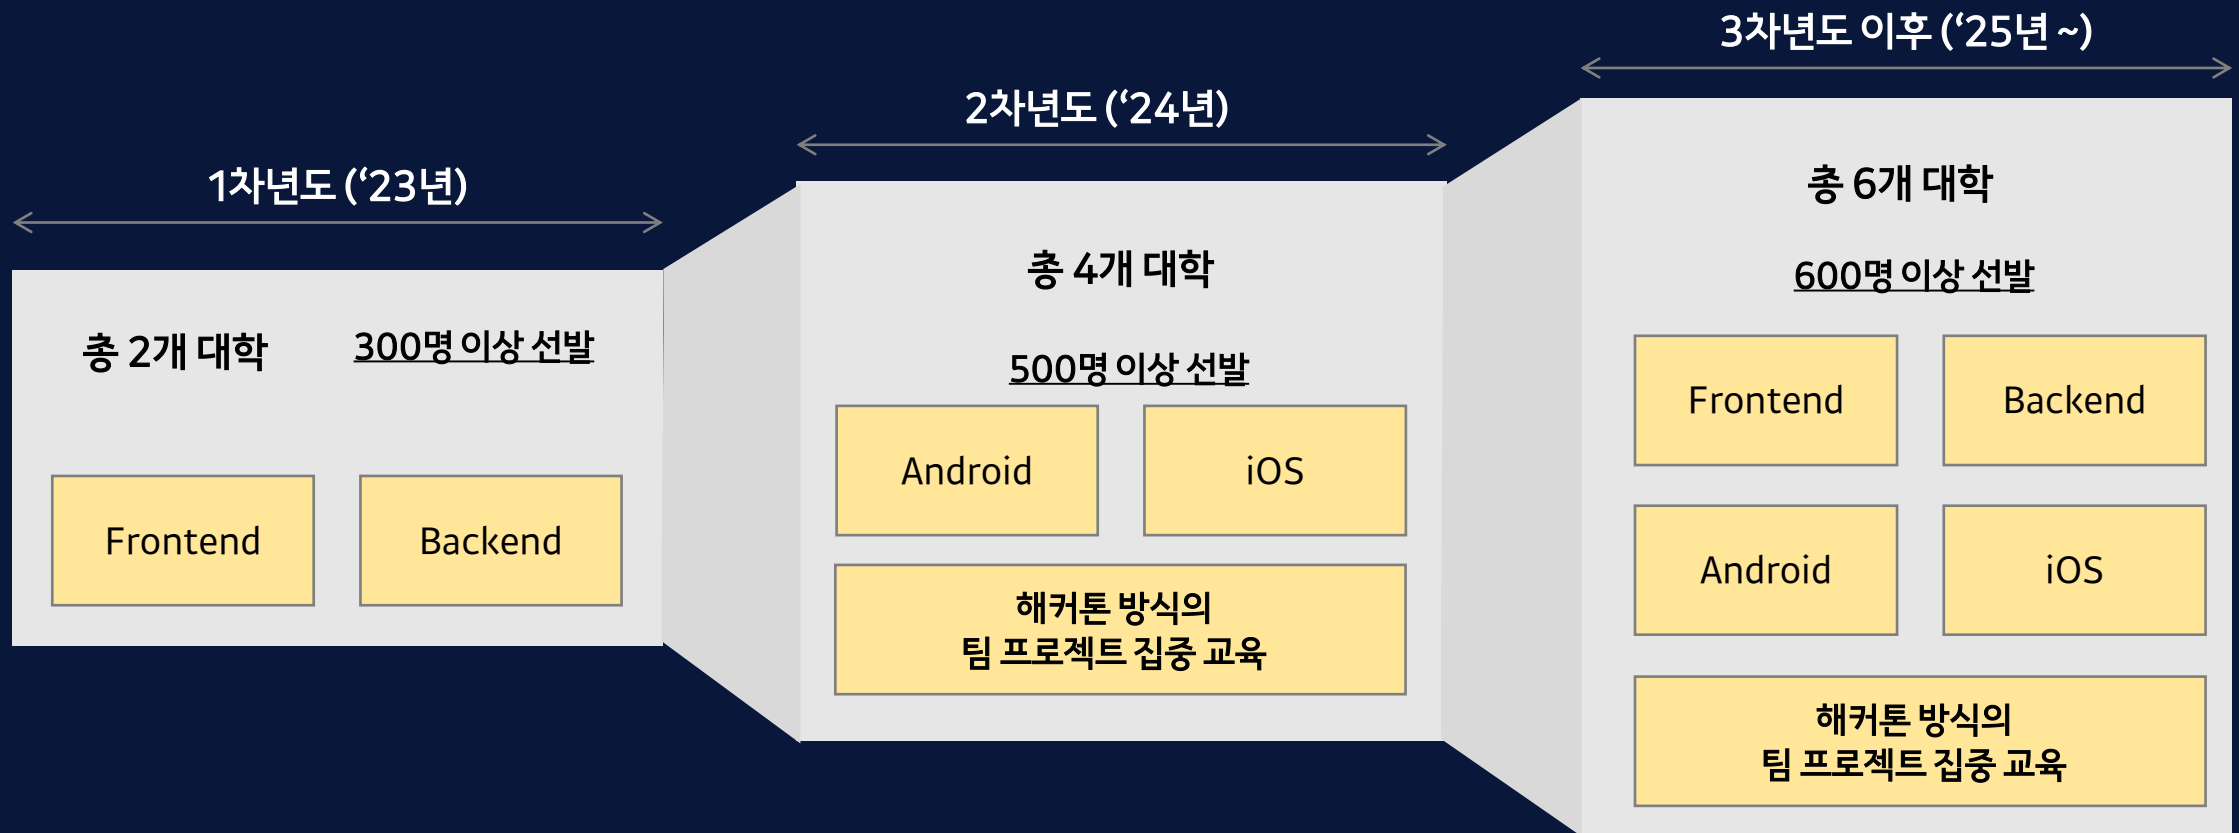 1차년도 (‘23년)
총 2개 대학
300명 이상 선발
Frontend
Backend
2차년도 (‘24년)
총 4개 대학
500명 이상 선발
Android
iOS
해커톤 방식의
팀 프로젝트 집중 교육
3차년도 이후 (‘25년 ~)
총 6개 대학
600명 이상 선발
Frontend
Backend
Android
iOS
해커톤 방식의
팀 프로젝트 집중 교육